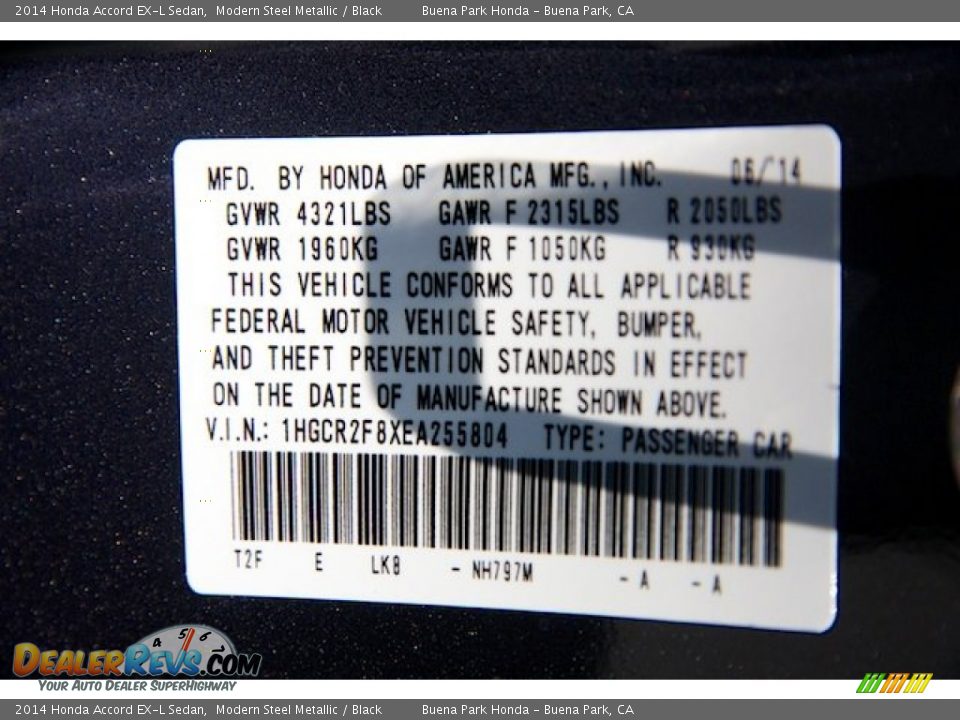 2014 Honda Accord EX-L Sedan, Modern Steel Metallic / Black Buena Park Honda - Buena Park, CA
MFD. BY HONDA OF AMERICA MFG., INC. 06/'14
GVWR 4321LBS GAWR F 2315LBS R 2050LBS
GVWR 1960KG GAWR F 1050KG R 930KG
THIS VEHICLE CONFORMS TO ALL APPLICABLE
FEDERAL MOTOR VEHICLE SAFETY, BUMPER,
AND THEFT PREVENTION STANDARDS IN EFFECT
ON THE DATE OF MANUFACTURE SHOWN ABOVE.
V.I.N.: 1HGCR2F8XEA255804 TYPE: PASSENGER CAR
T2F E LK8 - NH797M - A - A
4 5 6
DealerRevs.com
Your Auto Dealer SuperHighway
2014 Honda Accord EX-L Sedan, Modern Steel Metallic / Black Buena Park Honda - Buena Park, CA